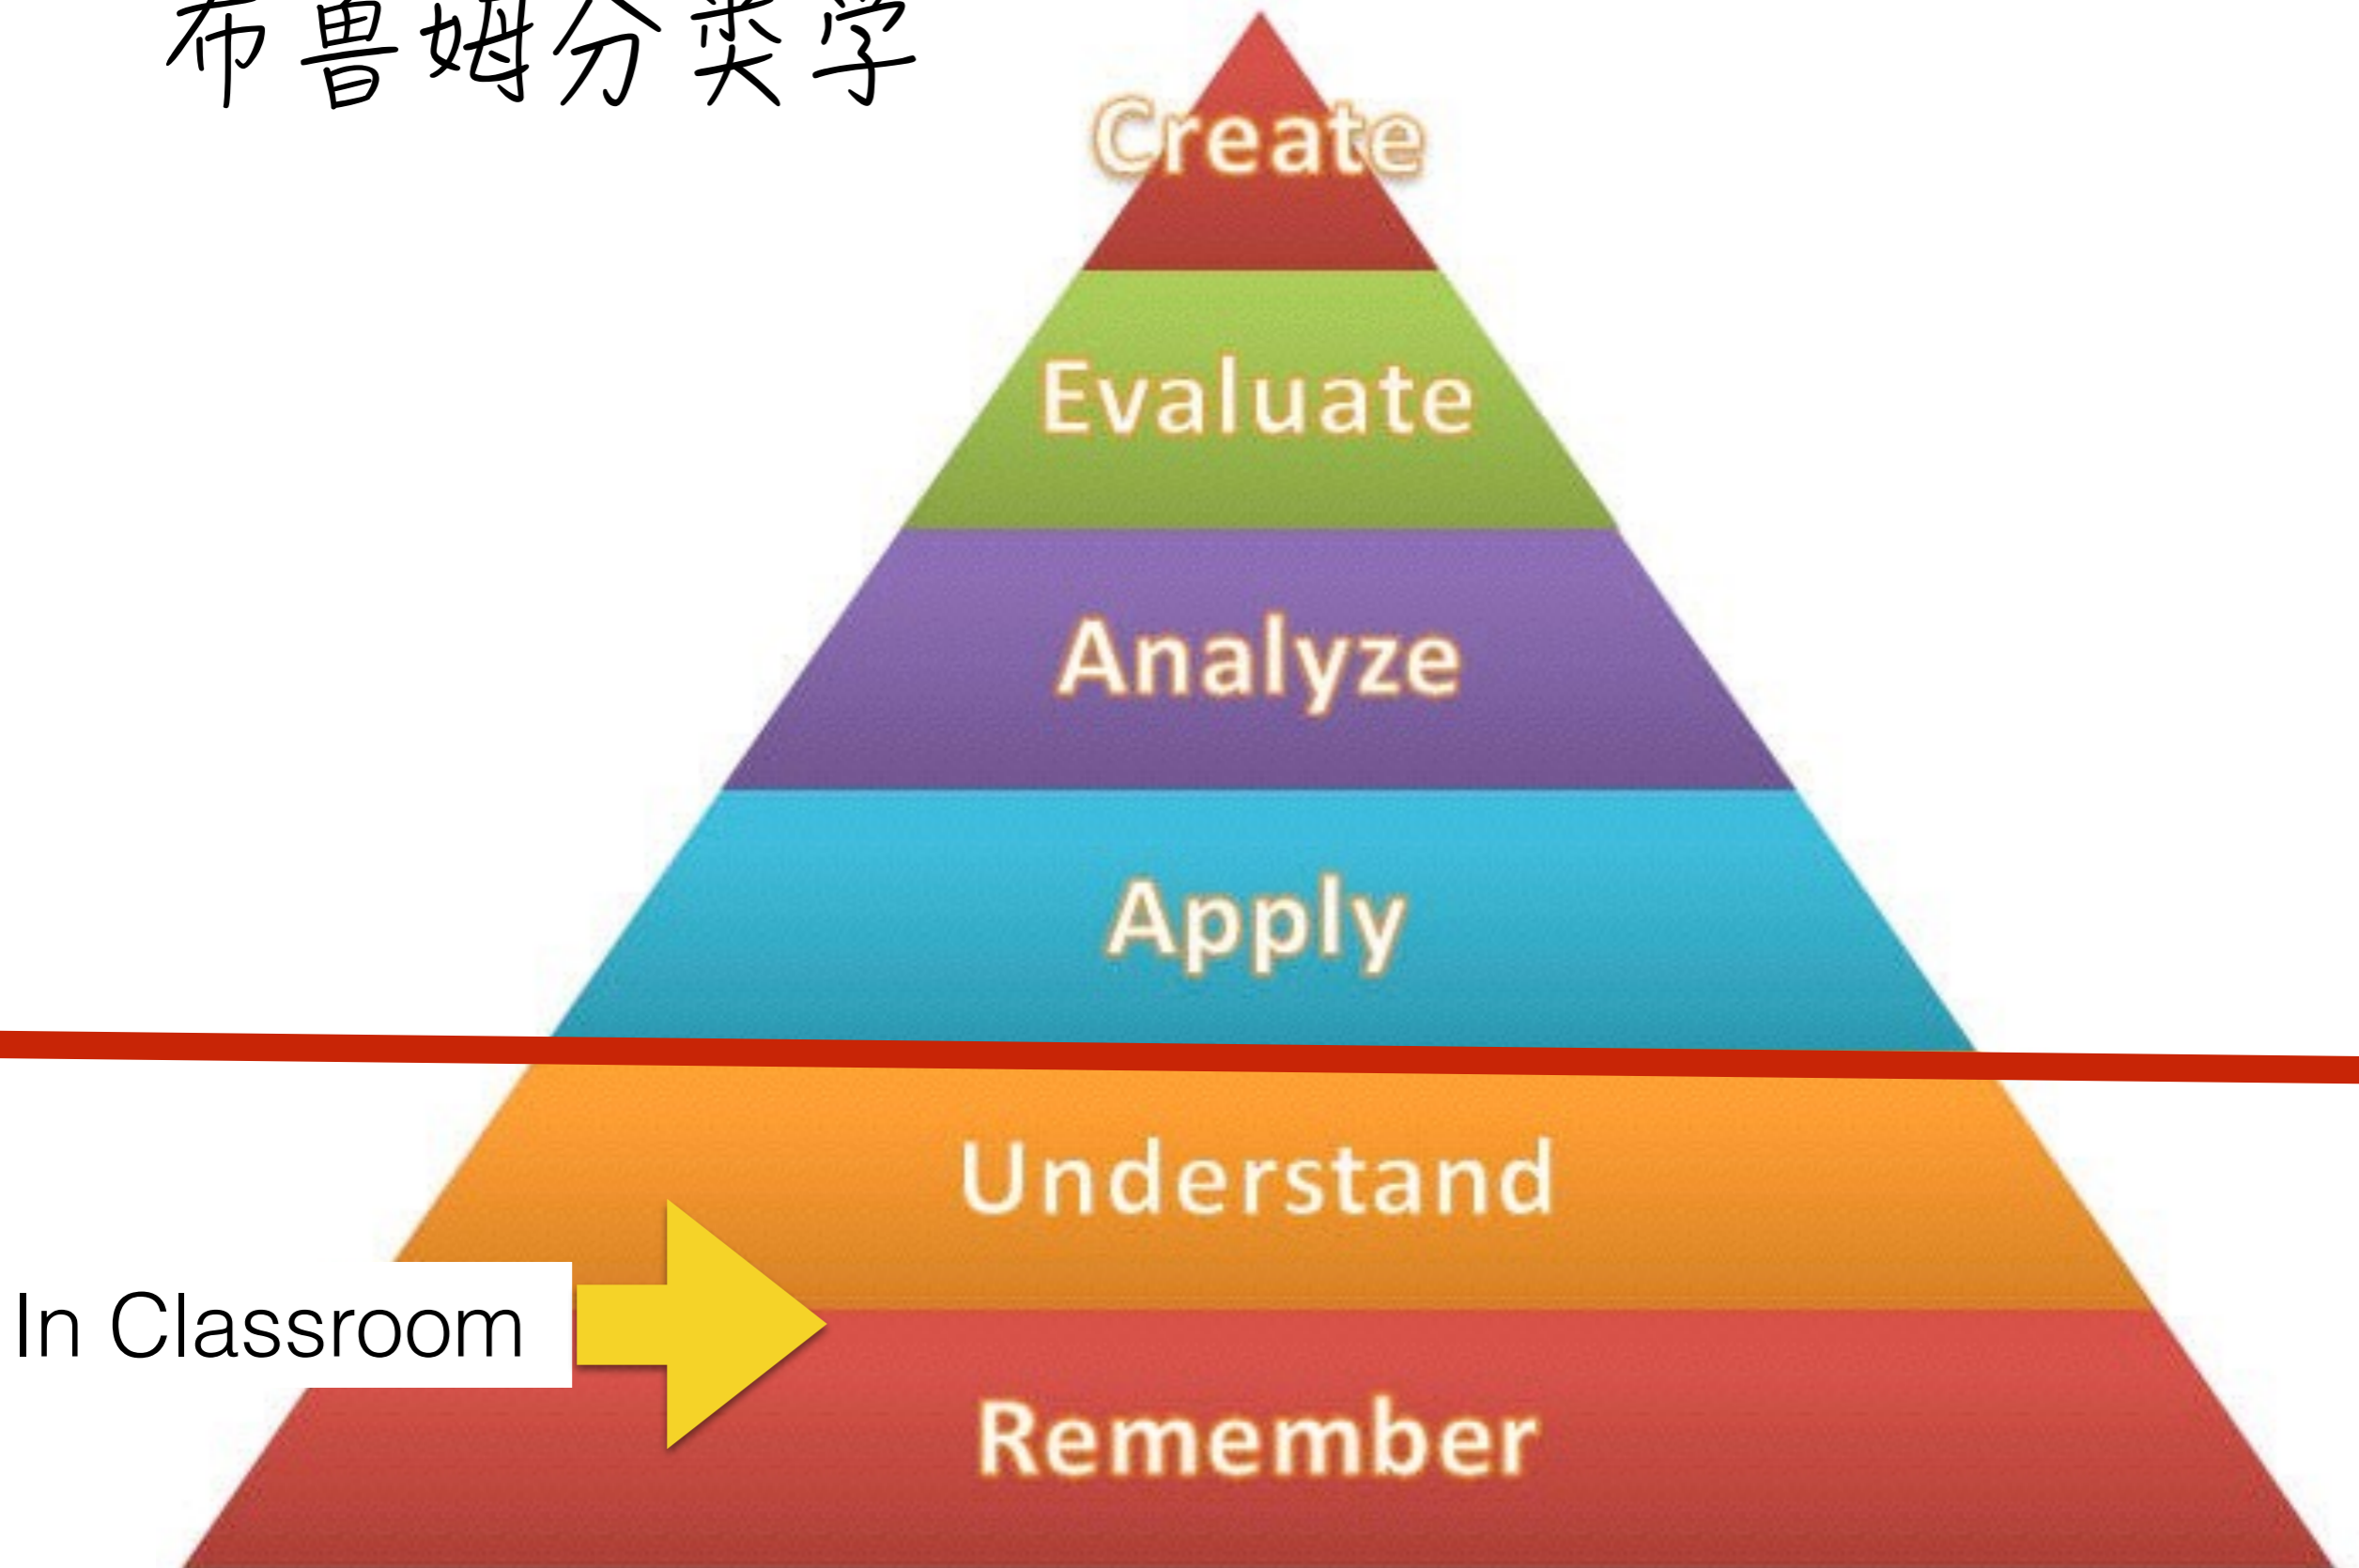 布鲁姆分类学
Create
Evaluate
Analyze
Apply
Understand
In Classroom
Remember